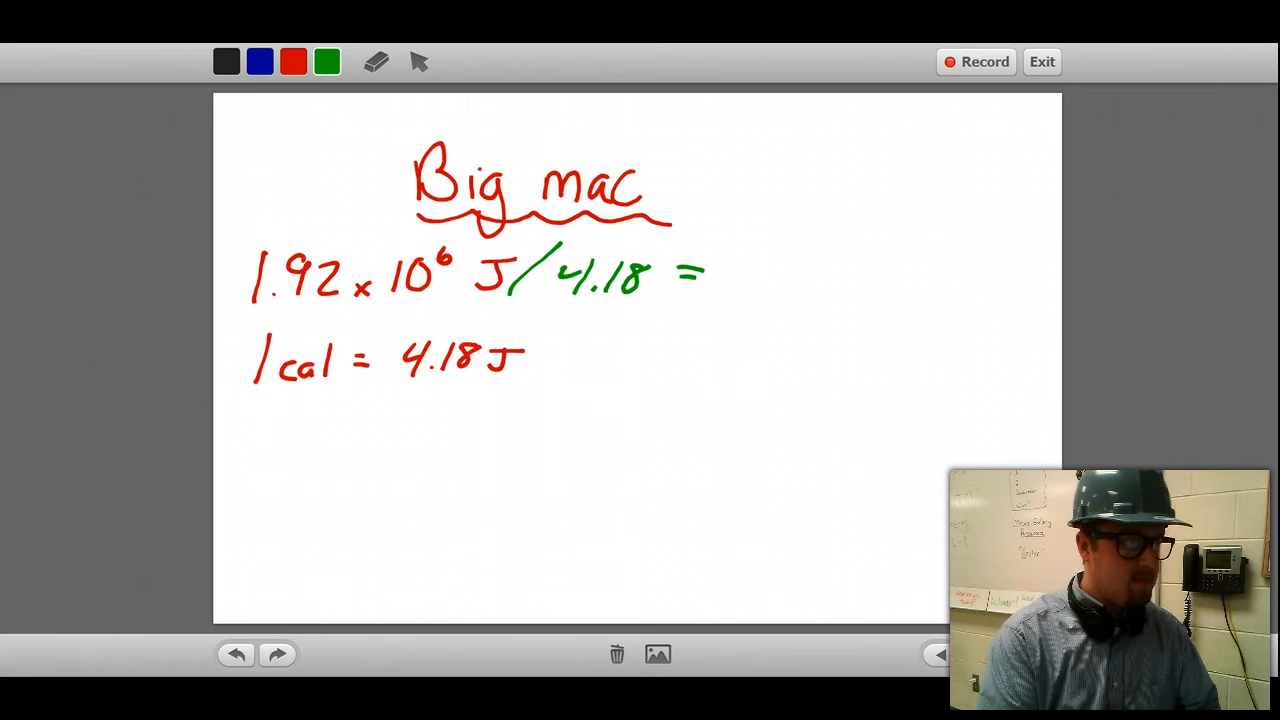 Record Exit
Big mac
1.92 x 10⁶ J / 4.18 =
1 cal = 4.18 J